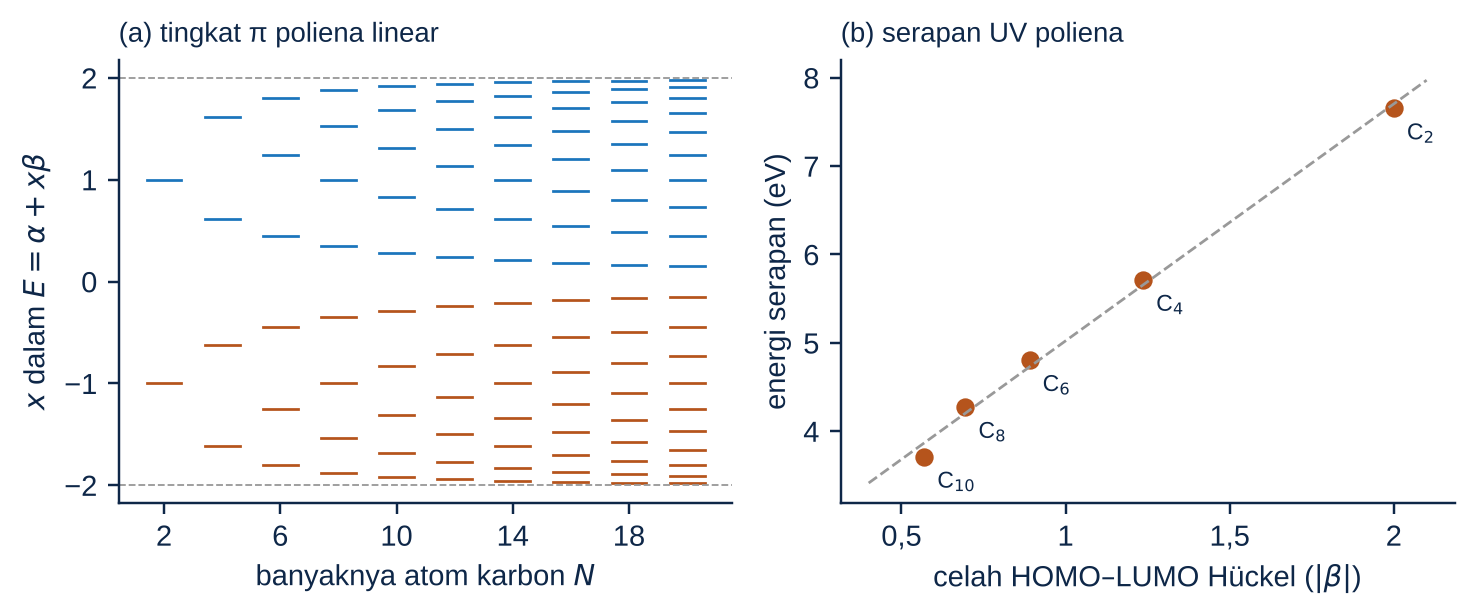 (a) tingkat π poliena linear
x dalam E = α + xβ
2
1
0
−1
−2
2
6
10
14
18
banyaknya atom karbon N
(b) serapan UV poliena
energi serapan (eV)
8
7
6
5
4
C₂
C₄
C₆
C₈
C₁₀
0,5
1
1,5
2
celah HOMO–LUMO Hückel (|β|)